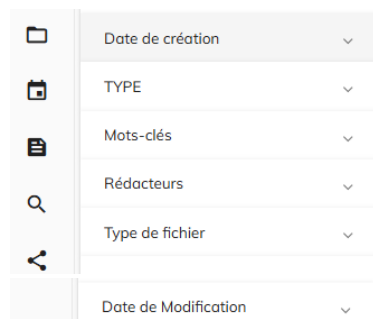 Date de création
TYPE
Mots-clés
Rédacteurs
Type de fichier
Date de Modification